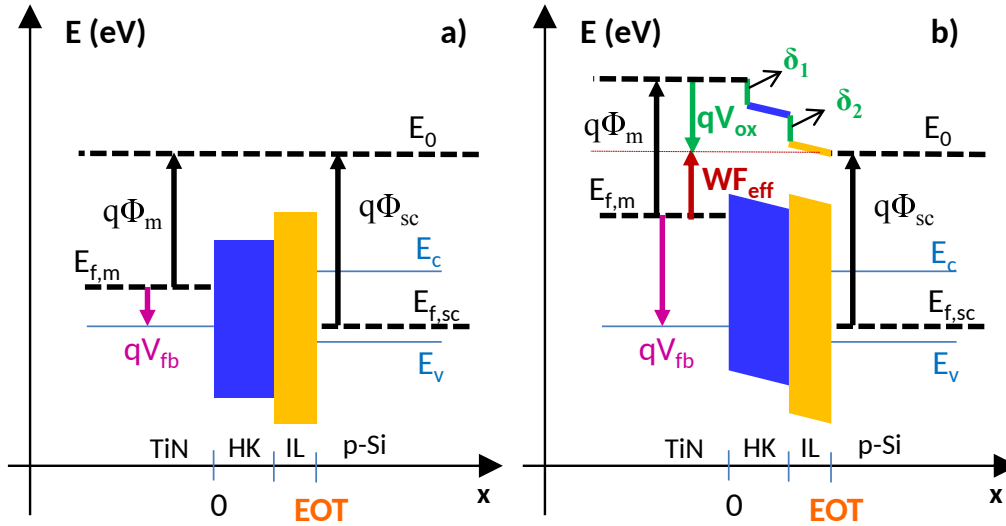 E (eV)
a)
E0
qΦm
qΦsc
Ef,m
Ec
Ef,sc
qVfb
Ev
TiN
HK
IL
p-Si
x
0
EOT
E (eV)
b)
δ1
δ2
qΦm
qVox
E0
WFeff
Ef,m
qΦsc
Ec
Ef,sc
qVfb
Ev
TiN
HK
IL
p-Si
x
0
EOT